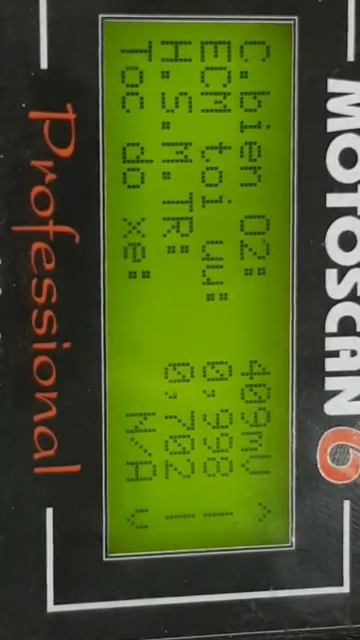 MOTOSCAN 6
C.bien O2: 409mV ^
ECM toi uu: 0,998 |
H.S.M.TR: 0,702 |
Toc do xe: N/A v
Professional